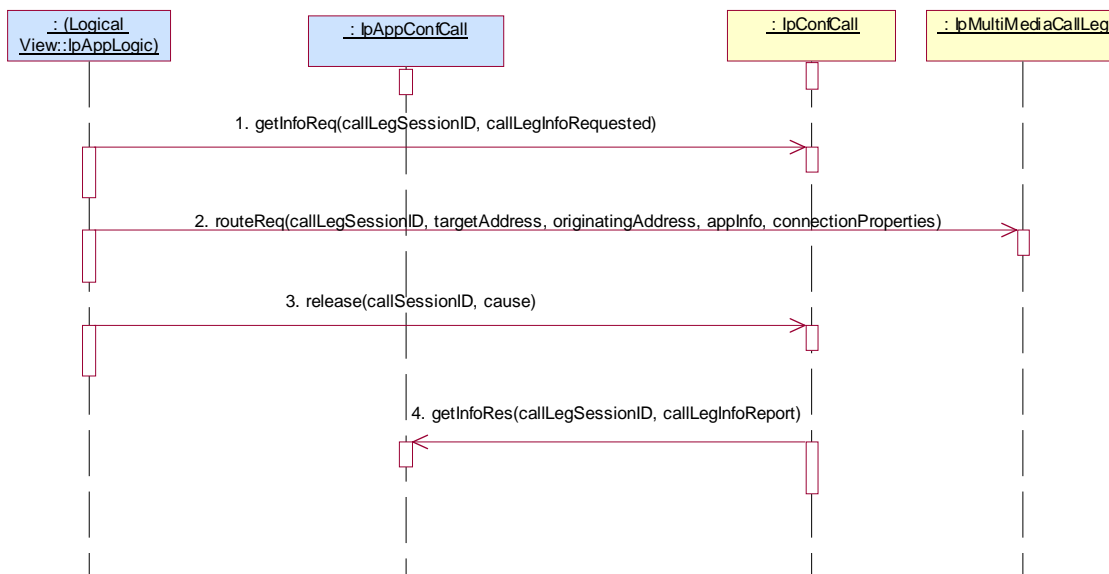 : (Logical
View::IpAppLogic)
: IpAppConfCall
: IpConfCall
: IpMultiMediaCallLeg
1. getInfoReq(callLegSessionID, callLegInfoRequested)
2. routeReq(callLegSessionID, targetAddress, originatingAddress, appInfo, connectionProperties)
3. release(callSessionID, cause)
4. getInfoRes(callLegSessionID, callLegInfoReport)